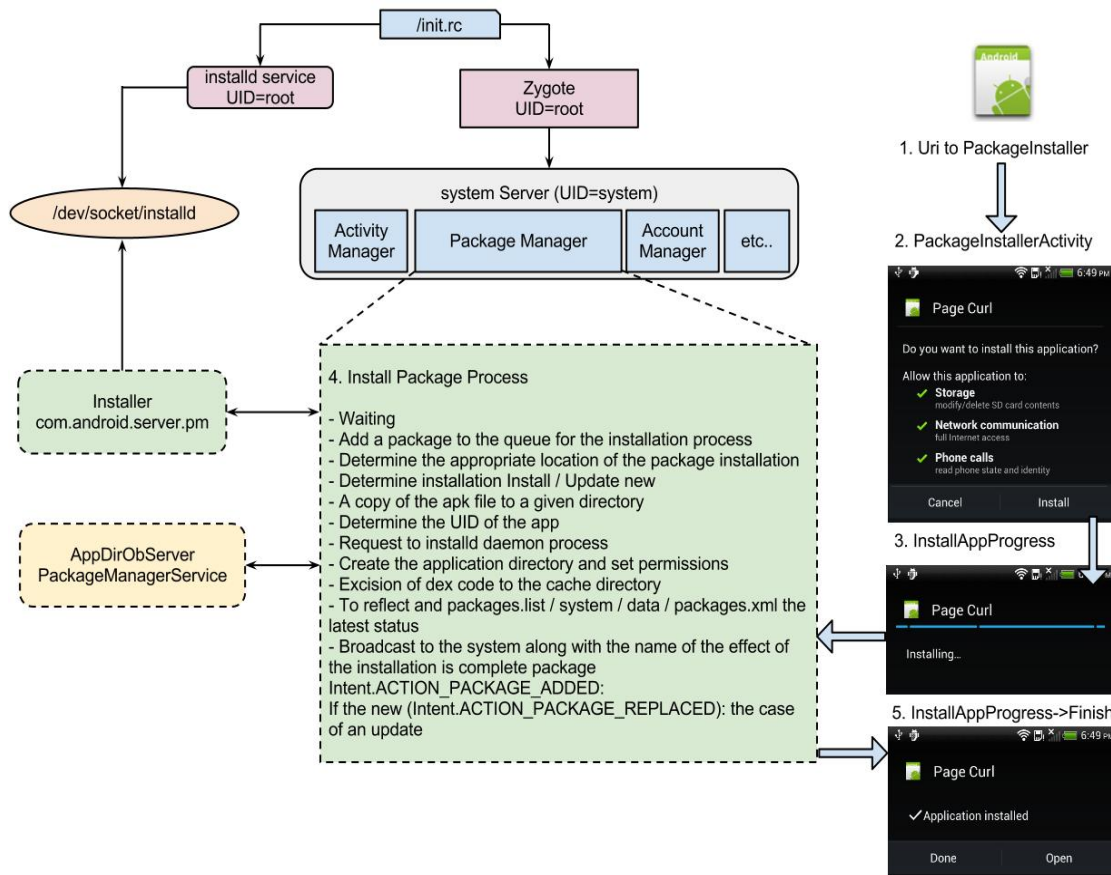 /init.rc
installd service
UID=root
Zygote
UID=root
Android
1. Uri to PackageInstaller
system Server (UID=system)
/dev/socket/installd
Activity
Manager
Package Manager
Account
Manager
etc..
2. PackageInstallerActivity
6:49 PM
Page Curl
Do you want to install this application?
Allow this application to:
Storage
modify/delete SD card contents
Network communication
full Internet access
Phone calls
read phone state and identity
Cancel
Install
Installer
com.android.server.pm
AppDirObServer
PackageManagerService
4. Install Package Process
- Waiting
- Add a package to the queue for the installation process
- Determine the appropriate location of the package installation
- Determine installation Install / Update new
- A copy of the apk file to a given directory
- Determine the UID of the app
- Request to installd daemon process
- Create the application directory and set permissions
- Excision of dex code to the cache directory
- To reflect and packages.list / system / data / packages.xml the
latest status
- Broadcast to the system along with the name of the effect of
the installation is complete package
Intent.ACTION_PACKAGE_ADDED:
If the new (Intent.ACTION_PACKAGE_REPLACED): the case
of an update
3. InstallAppProgress
Page Curl
Installing...
5. InstallAppProgress->Finish
6:49 PM
Page Curl
Application installed
Done
Open